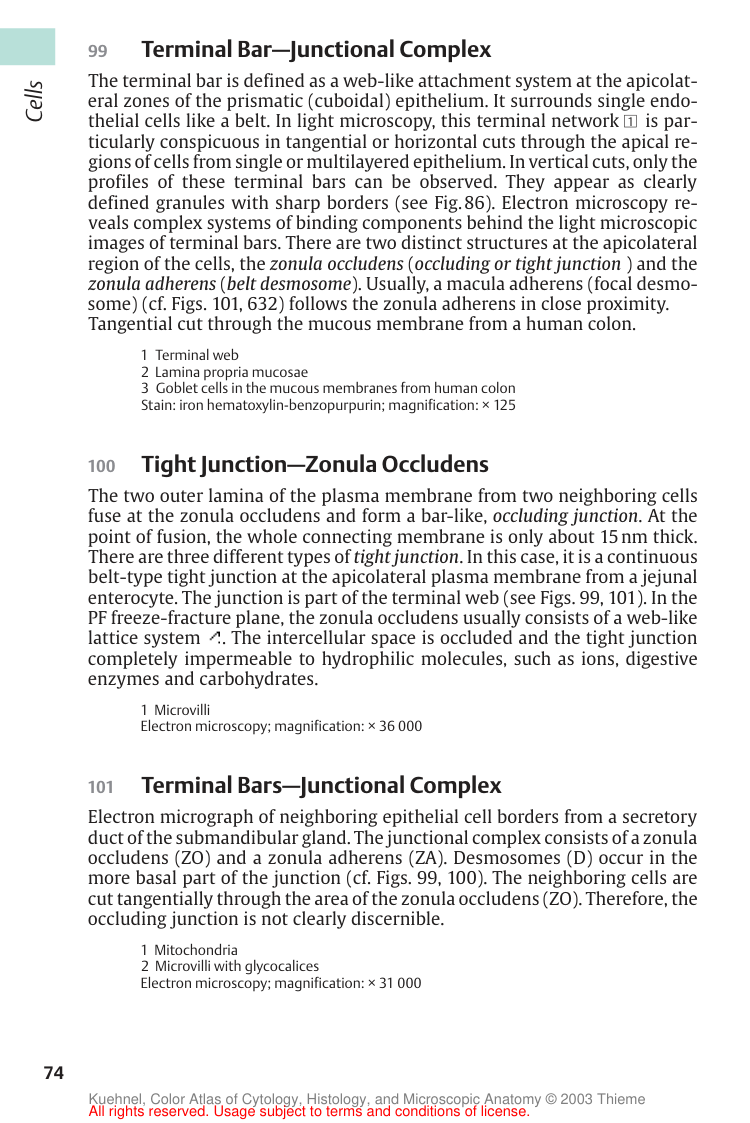 Cells
99 Terminal Bar—Junctional Complex
The terminal bar is defined as a web-like attachment system at the apicolat-
eral zones of the prismatic (cuboidal) epithelium. It surrounds single endo-
thelial cells like a belt. In light microscopy, this terminal network 1 is par-
ticularly conspicuous in tangential or horizontal cuts through the apical re-
gions of cells from single or multilayered epithelium. In vertical cuts, only the
profiles of these terminal bars can be observed. They appear as clearly
defined granules with sharp borders (see Fig. 86). Electron microscopy re-
veals complex systems of binding components behind the light microscopic
images of terminal bars. There are two distinct structures at the apicolateral
region of the cells, the zonula occludens (occluding or tight junction ) and the
zonula adherens (belt desmosome). Usually, a macula adherens (focal desmo-
some) (cf. Figs. 101, 632) follows the zonula adherens in close proximity.
Tangential cut through the mucous membrane from a human colon.
1 Terminal web
2 Lamina propria mucosae
3 Goblet cells in the mucous membranes from human colon
Stain: iron hematoxylin-benzopurpurin; magnification: × 125
100 Tight Junction—Zonula Occludens
The two outer lamina of the plasma membrane from two neighboring cells
fuse at the zonula occludens and form a bar-like, occluding junction. At the
point of fusion, the whole connecting membrane is only about 15 nm thick.
There are three different types of tight junction. In this case, it is a continuous
belt-type tight junction at the apicolateral plasma membrane from a jejunal
enterocyte. The junction is part of the terminal web (see Figs. 99, 101). In the
PF freeze-fracture plane, the zonula occludens usually consists of a web-like
lattice system . The intercellular space is occluded and the tight junction
completely impermeable to hydrophilic molecules, such as ions, digestive
enzymes and carbohydrates.
1 Microvilli
Electron microscopy; magnification: × 36 000
101 Terminal Bars—Junctional Complex
Electron micrograph of neighboring epithelial cell borders from a secretory
duct of the submandibular gland. The junctional complex consists of a zonula
occludens (ZO) and a zonula adherens (ZA). Desmosomes (D) occur in the
more basal part of the junction (cf. Figs. 99, 100). The neighboring cells are
cut tangentially through the area of the zonula occludens (ZO). Therefore, the
occluding junction is not clearly discernible.
1 Mitochondria
2 Microvilli with glycocalices
Electron microscopy; magnification: × 31 000
74
Kuehnel, Color Atlas of Cytology, Histology, and Microscopic Anatomy © 2003 Thieme
All rights reserved. Usage subject to terms and conditions of license.